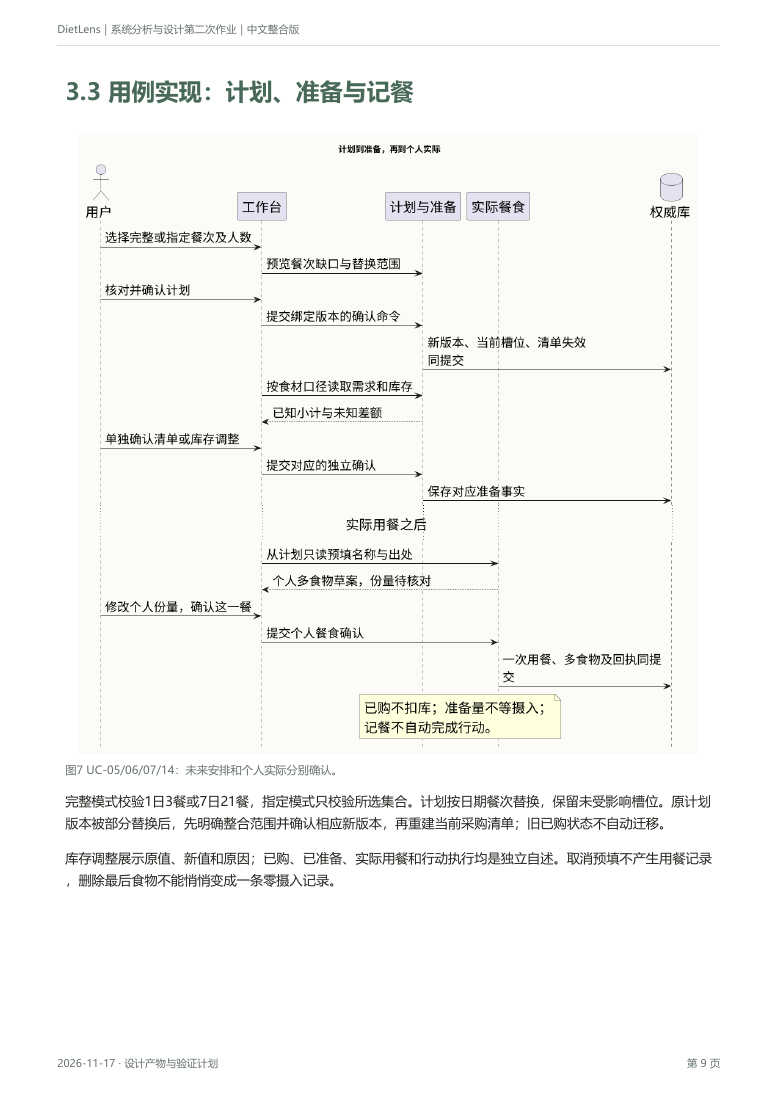 DietLens | 系统分析与设计第二次作业 | 中文整合版
3.3 用例实现：计划、准备与记餐
计划到准备，再到个人实际
用户
工作台
计划与准备
实际餐食
权威库
选择完整或指定餐次及人数
预览餐次缺口与替换范围
核对并确认计划
提交绑定版本的确认命令
新版本、当前槽位、清单失效
同提交
按食材口径读取需求和库存
已知小计与未知差额
单独确认清单或库存调整
提交对应的独立确认
保存对应准备事实
实际用餐之后
从计划只读预填名称与出处
个人多食物草案，份量待核对
修改个人份量，确认这一餐
提交个人餐食确认
一次用餐、多食物及回执同提
交
已购不扣库；准备量不等摄入；
记餐不自动完成行动。
图7 UC-05/06/07/14：未来安排和个人实际分别确认。
完整模式校验1日3餐或7日21餐，指定模式只校验所选集合。计划按日期餐次替换，保留未受影响槽位。原计划
版本被部分替换后，先明确整合范围并确认相应新版本，再重建当前采购清单；旧已购状态不自动迁移。
库存调整展示原值、新值和原因；已购、已准备、实际用餐和行动执行均是独立自述。取消预填不产生用餐记录
，删除最后食物不能悄悄变成一条零摄入记录。
2026-11-17 · 设计产物与验证计划
第 9 页